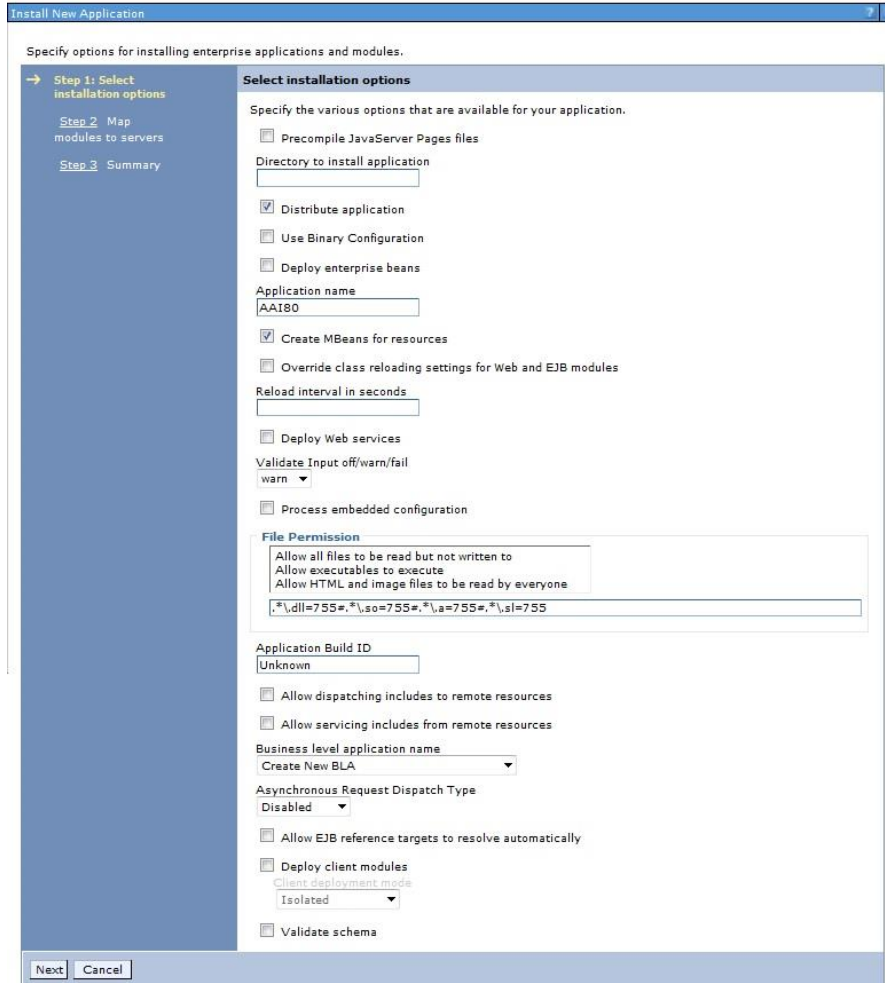 Install New Application
?
Specify options for installing enterprise applications and modules.
Step 1: Select
installation options
Step 2 Map
modules to servers
Step 3 Summary
Select installation options
Specify the various options that are available for your application.
Precompile JavaServer Pages files
Directory to install application
Distribute application
Use Binary Configuration
Deploy enterprise beans
Application name
AAI80
Create MBeans for resources
Override class reloading settings for Web and EJB modules
Reload interval in seconds
Deploy Web services
Validate Input off/warn/fail
warn
Process embedded configuration
File Permission
Allow all files to be read but not written to
Allow executables to execute
Allow HTML and image files to be read by everyone
.*\.dll=755#.*\.so=755#.*\.a=755#.*\.sl=755
Application Build ID
Unknown
Allow dispatching includes to remote resources
Allow servicing includes from remote resources
Business level application name
Create New BLA
Asynchronous Request Dispatch Type
Disabled
Allow EJB reference targets to resolve automatically
Deploy client modules
Client deployment mode
Isolated
Validate schema
Next Cancel